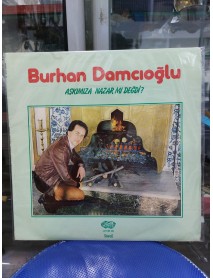 Burhan Damcıoğlu
AŞKIMIZA NAZAR MI DEĞDİ?